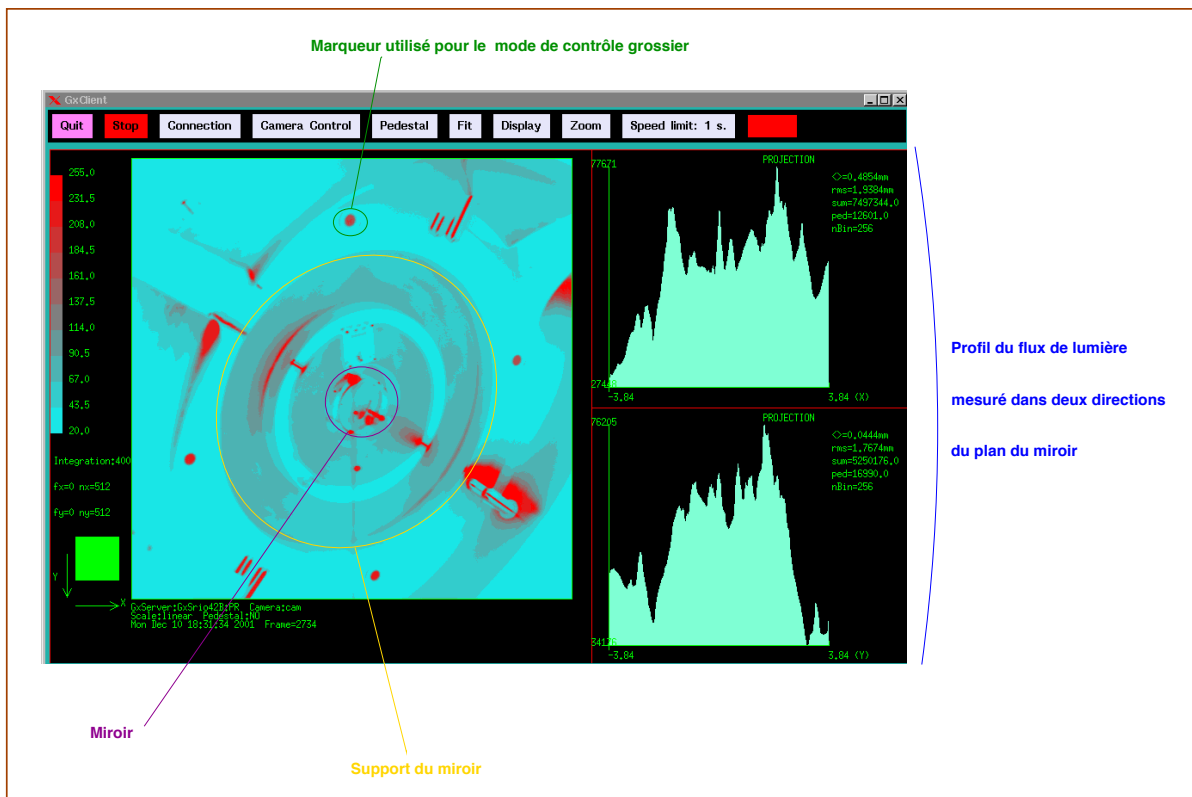 Marqueur utilisé pour le mode de contrôle grossier
GxClient
Quit Stop Connection Camera Control Pedestal Fit Display Zoom Speed limit: 1 s.
255.0
231.5
208.0
184.5
161.0
137.5
114.0
90.5
67.0
43.5
20.0
Integration:400
fx=0 nx=512
fy=0 ny=512
Y
X
GxServer:GxSrio42B:PR Camera:cam
Scale:linear Pedestal:NO
Mon Dec 10 18:31:34 2001 Frame=2734
77671
PROJECTION
<>=0.4854mm
rms=1.9384mm
sum=7497344.0
ped=12601.0
nBin=256
-3.84
3.84 (X)
76205
PROJECTION
<>=0.0444mm
rms=1.7674mm
sum=5250176.0
ped=16990.0
nBin=256
-3.84
3.84 (Y)
Profil du flux de lumière
mesuré dans deux directions
du plan du miroir
Miroir
Support du miroir